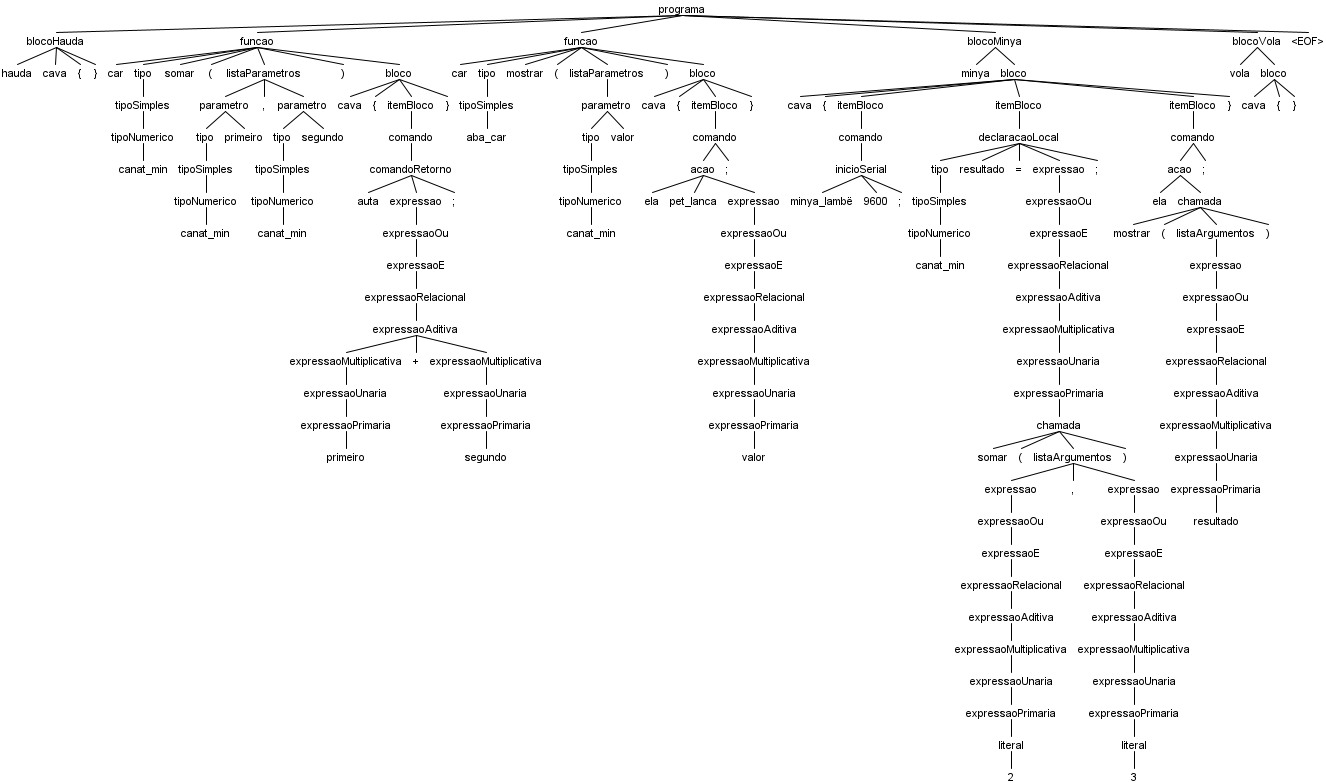 programa
blocoHauda funcao funcao blocoMinya blocoVola <EOF>
hauda cava { } car tipo somar ( listaParametros ) bloco car tipo mostrar ( listaParametros ) bloco minya bloco vola bloco
tipoSimples parametro , parametro cava { itemBloco } tipoSimples parametro cava { itemBloco } cava { itemBloco itemBloco itemBloco } cava { }
tipoNumerico tipo primeiro tipo segundo comando aba_car tipo valor comando comando declaracaoLocal comando
canat_min tipoSimples tipoSimples comandoRetorno tipoSimples acao ; inicioSerial tipo resultado = expressao ; acao ;
tipoNumerico tipoNumerico auta expressao ; tipoNumerico ela pet_lanca expressao minya_lambë 9600 ; tipoSimples expressaoOu ela chamada
canat_min canat_min expressaoOu canat_min expressaoOu tipoNumerico expressaoE mostrar ( listaArgumentos )
expressaoE expressaoE canat_min expressaoRelacional expressao
expressaoRelacional expressaoRelacional expressaoAditiva expressaoOu
expressaoAditiva expressaoAditiva expressaoMultiplicativa expressaoE
expressaoMultiplicativa + expressaoMultiplicativa expressaoMultiplicativa expressaoUnaria expressaoRelacional
expressaoUnaria expressaoUnaria expressaoUnaria expressaoPrimaria expressaoAditiva
expressaoPrimaria expressaoPrimaria expressaoPrimaria chamada expressaoMultiplicativa
primeiro segundo valor somar ( listaArgumentos ) expressaoUnaria
expressao , expressao expressaoPrimaria
expressaoOu expressaoOu resultado
expressaoE expressaoE
expressaoRelacional expressaoRelacional
expressaoAditiva expressaoAditiva
expressaoMultiplicativa expressaoMultiplicativa
expressaoUnaria expressaoUnaria
expressaoPrimaria expressaoPrimaria
literal literal
2 3